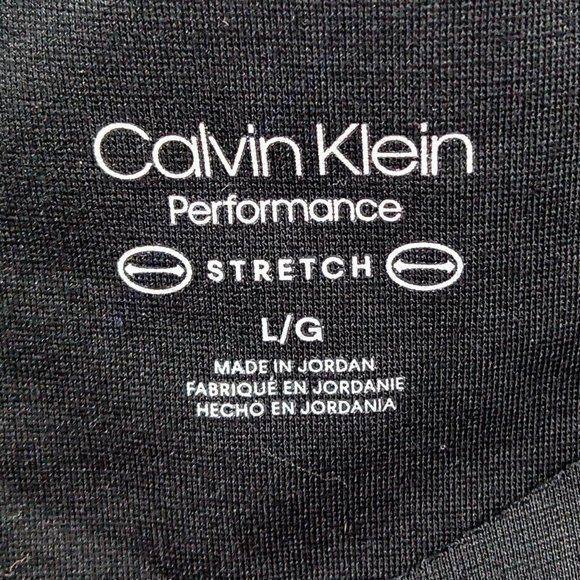 Calvin Klein
Performance
STRETCH
L/G
MADE IN JORDAN
FABRIQUÉ EN JORDANIE
HECHO EN JORDANIA